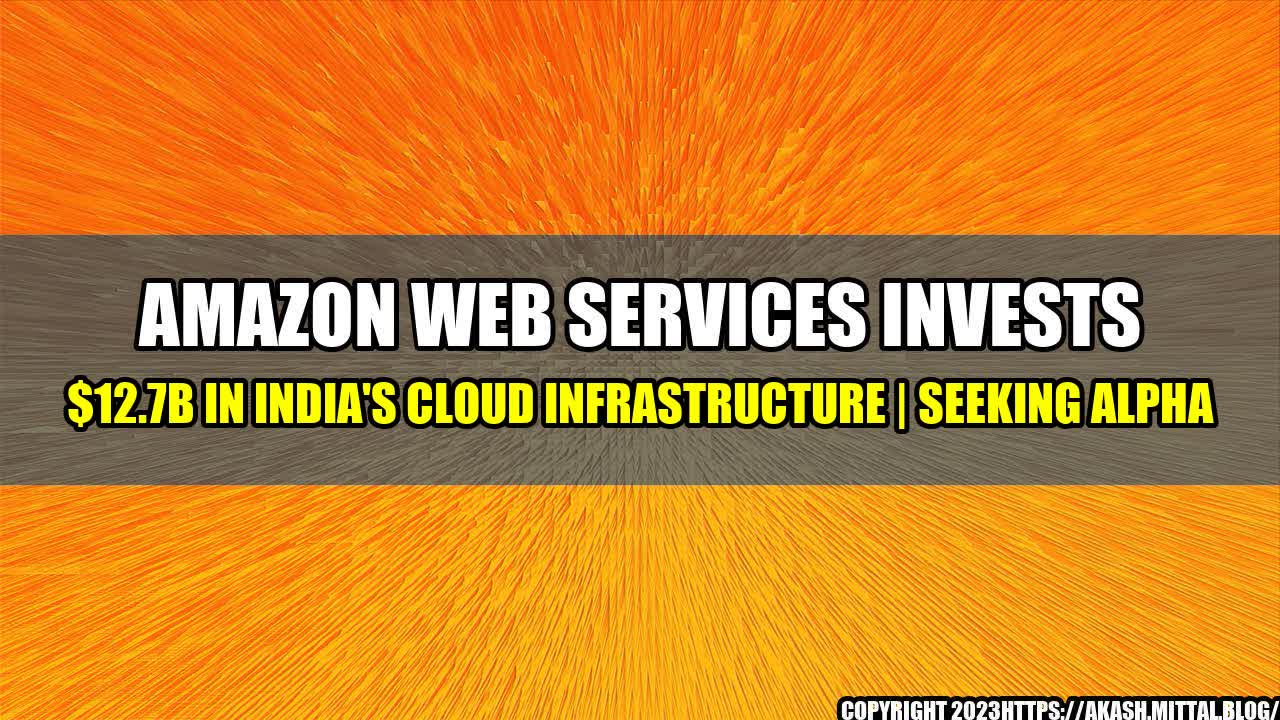 AMAZON WEB SERVICES INVESTS
$12.7B IN INDIA'S CLOUD INFRASTRUCTURE | SEEKING ALPHA
COPYRIGHT 2023HTTPS://AKASH.MITTAL.BLOG/